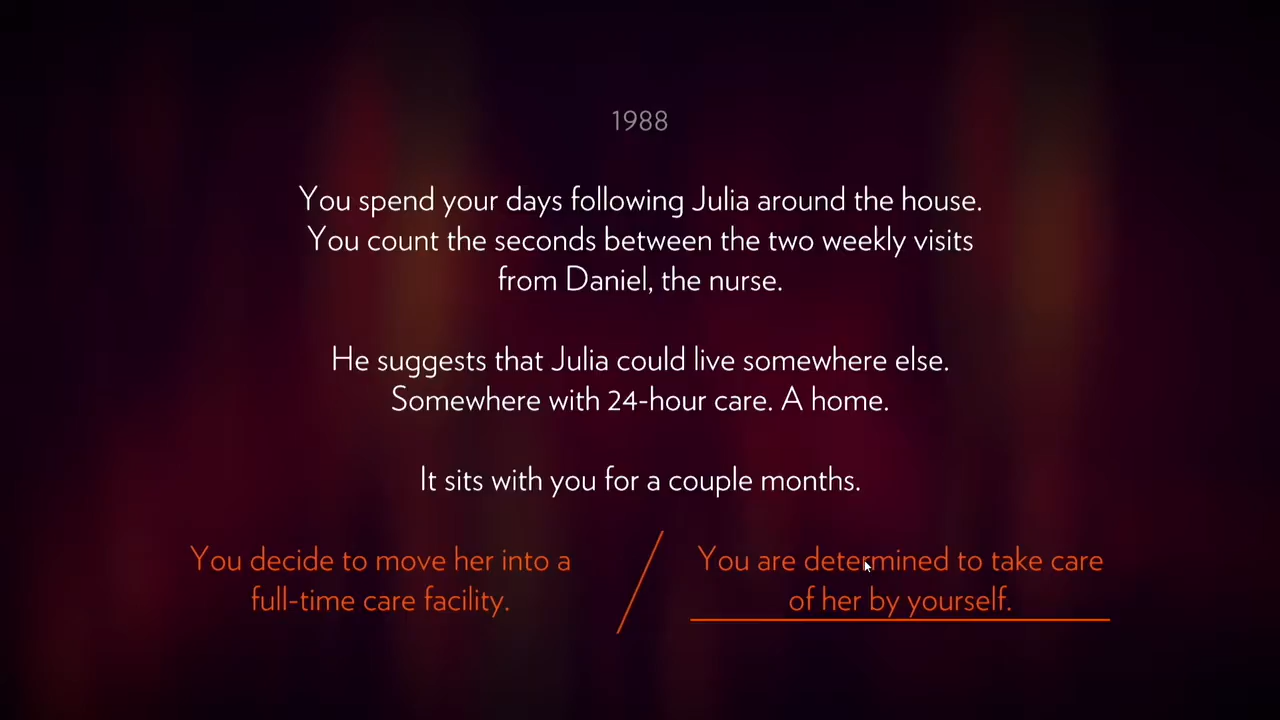 1988
You spend your days following Julia around the house.
You count the seconds between the two weekly visits
from Daniel, the nurse.
He suggests that Julia could live somewhere else.
Somewhere with 24-hour care. A home.
It sits with you for a couple months.
You decide to move her into a
full-time care facility.
You are determined to take care
of her by yourself.